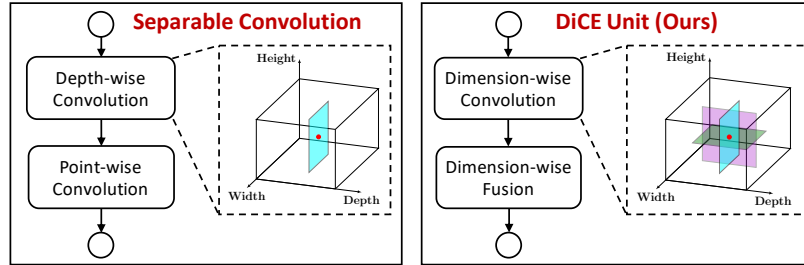 Separable Convolution
Depth-wise
Convolution
Point-wise
Convolution
Height
Width
Depth
DiCE Unit (Ours)
Dimension-wise
Convolution
Dimension-wise
Fusion
Height
Width
Depth